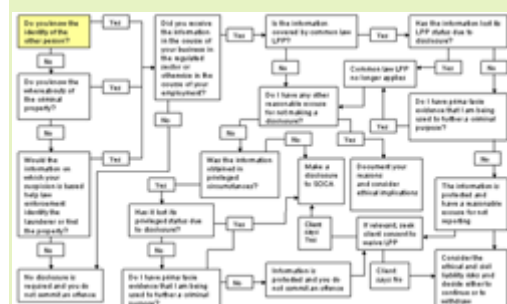 Do you know the
identity of the
other person?
Yes
No
Do you know the
whereabouts of
the criminal
property?
Yes
No
Would the
information on
which your
suspicion is based
help law
enforcement
identify the
launderer or find
the property?
Yes
No
No disclosure is
required and you do
not commit an offence
Did you receive
the information
in the course of
your business in
the regulated
sector or
otherwise in the
course of your
employment?
Yes
No
Is the information
covered by common law
LPP?
Yes
No
Has the information lost its
LPP status due to
disclosure?
Yes
No
Common law LPP
no longer applies
Do I have any other
reasonable excuse
for not making a
disclosure?
No
Yes
Do I have prima facie
evidence that I am being
used to further a criminal
purpose?
Yes
No
Was the information
obtained in
privileged
circumstances?
No
Yes
Make a
disclosure
to SOCA
Document your
reasons
and consider
ethical implications
The information is
protected and have
a reasonable excuse
for not reporting
Has it lost its
privileged status due to
disclosure?
Yes
No
Client
says
Yes
If relevant, seek
client consent to
waive LPP
Do I have prima facie
evidence that I am being
used to further a criminal
No
Information is
protected and you do
not commit an offence
Client
says No
Consider the
ethical and civil
liability risks and
decide either to
continue or to
withdraw